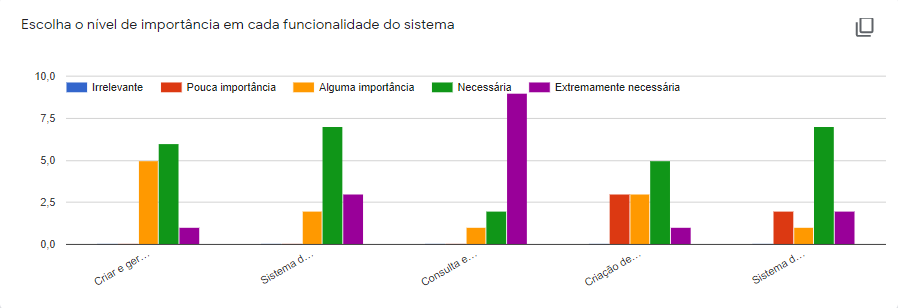 Escolha o nível de importância em cada funcionalidade do sistema
10,0
Irrelevante Pouca importância Alguma importância Necessária Extremamente necessária
7,5
5,0
2,5
0,0
Criar e ger... Sistema d... Consulta e... Criação de... Sistema d...